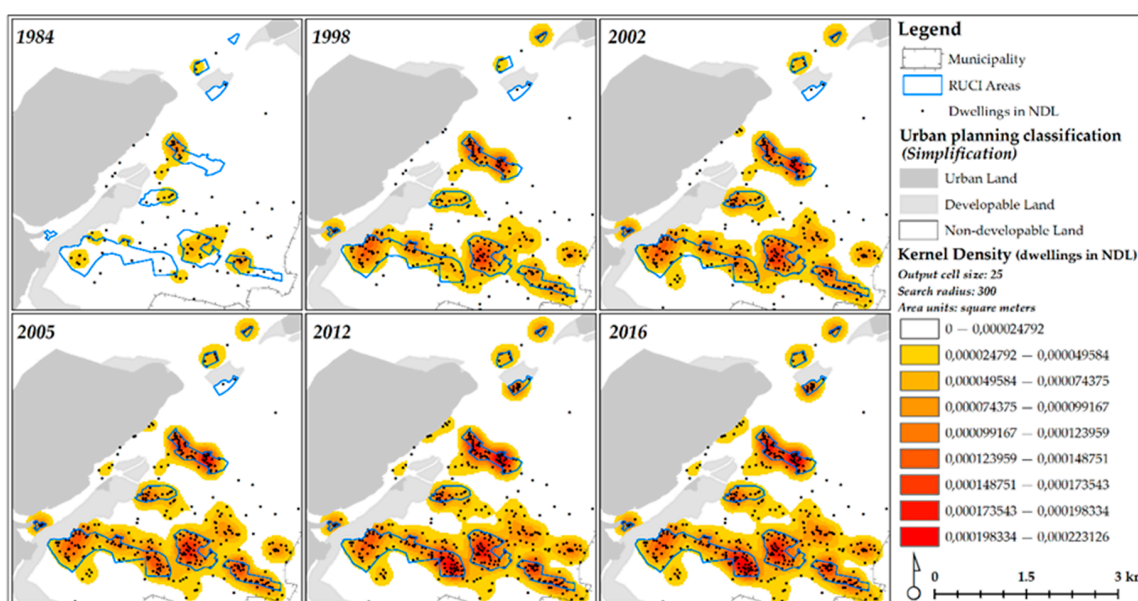 1984
1998
2002
2005
2012
2016
Legend
Municipality
RUCI Areas
Dwellings in NDL
Urban planning classification
(Simplification)
Urban Land
Developable Land
Non-developable Land
Kernel Density (dwellings in NDL)
Output cell size: 25
Search radius: 300
Area units: square meters
0 — 0,000024792
0,000024792 — 0,000049584
0,000049584 — 0,000074375
0,000074375 — 0,000099167
0,000099167 — 0,000123959
0,000123959 — 0,000148751
0,000148751 — 0,000173543
0,000173543 — 0,000198334
0,000198334 — 0,000223126
0 1.5 3 km